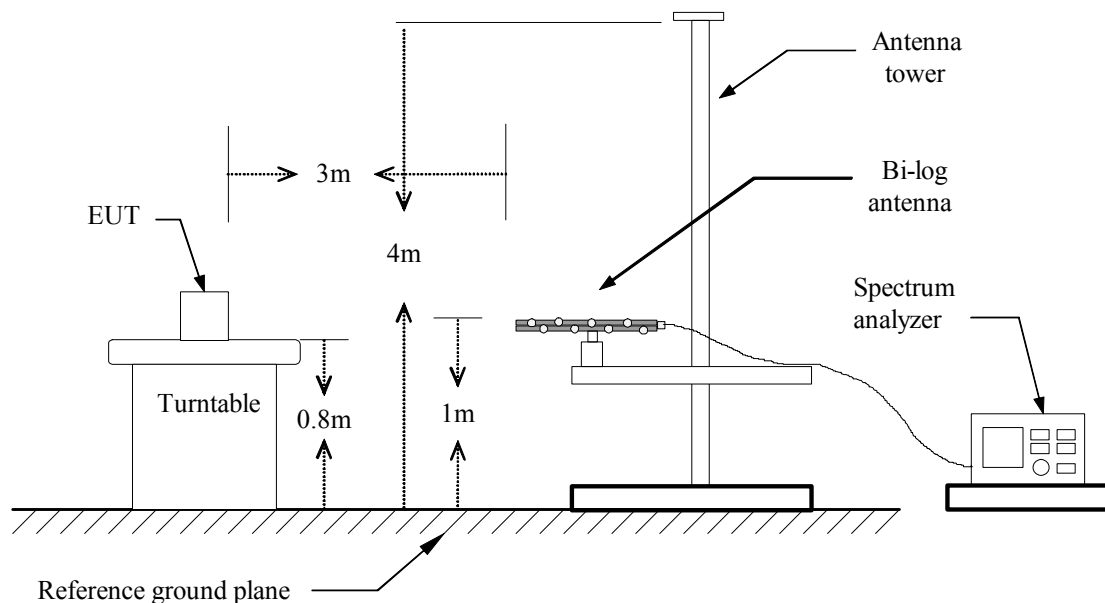 Antenna
tower
3m
Bi-log
antenna
EUT
4m
Spectrum
analyzer
Turntable
0.8m
1m
Reference ground plane